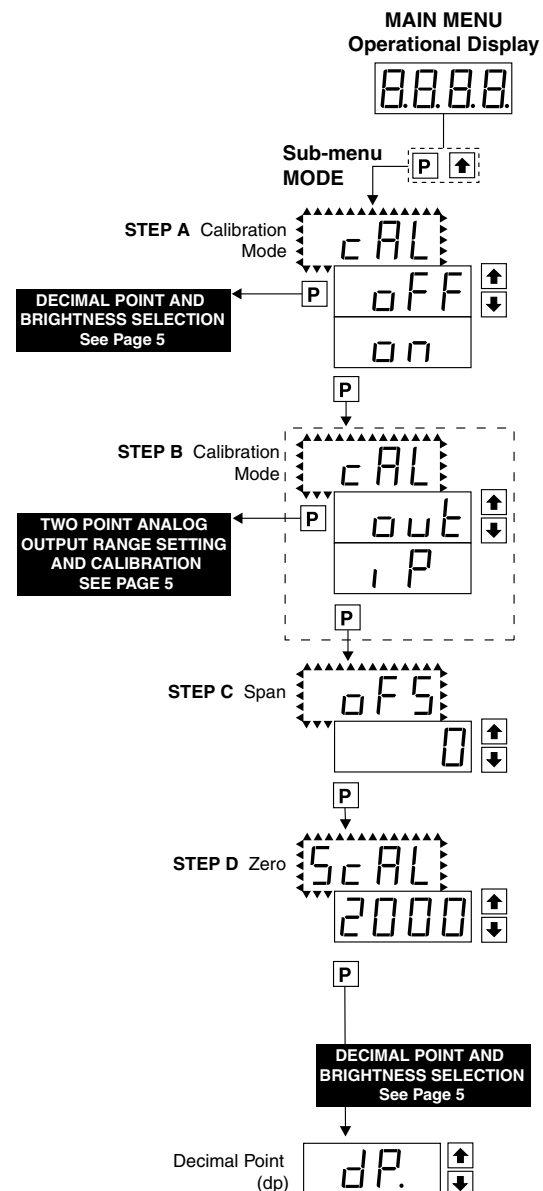 MAIN MENU
Operational Display
8.8.8.8.
Sub-menu
MODE
P
STEP A Calibration
Mode
cAL
P
oFF
DECIMAL POINT AND
BRIGHTNESS SELECTION
See Page 5
on
P
STEP B Calibration
Mode
cAL
P
out
TWO POINT ANALOG
OUTPUT RANGE SETTING
AND CALIBRATION
SEE PAGE 5
iP
P
STEP C Span
oFS
0
P
STEP D Zero
ScAL
2000
P
DECIMAL POINT AND
BRIGHTNESS SELECTION
See Page 5
Decimal Point
(dp)
dP.